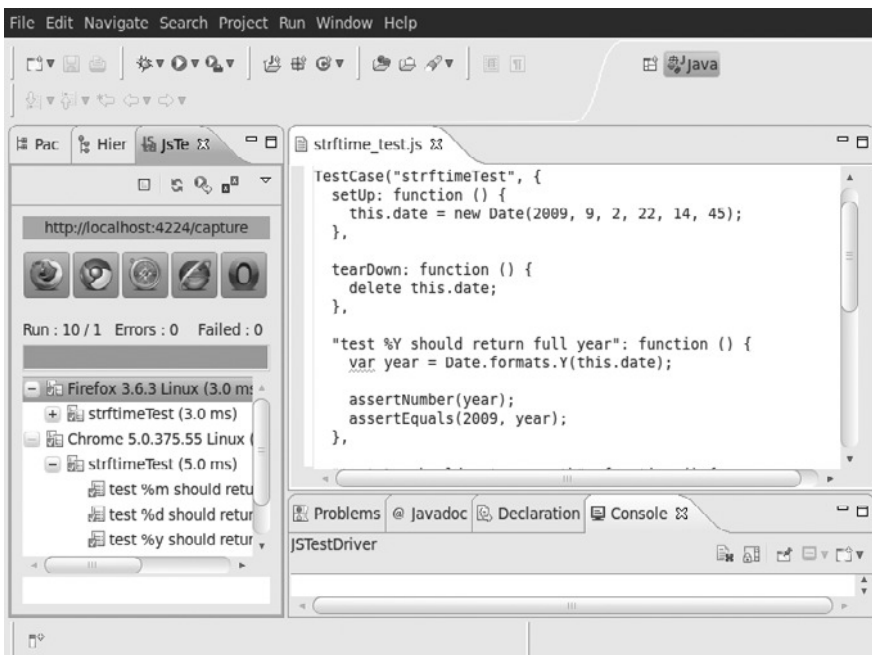 File Edit Navigate Search Project Run Window Help
Java
Pac Hier JsTe
http://localhost:4224/capture
Run : 10 / 1 Errors : 0 Failed : 0
Firefox 3.6.3 Linux (3.0 ms
strftimeTest (3.0 ms)
Chrome 5.0.375.55 Linux (
strftimeTest (5.0 ms)
test %m should retu
test %d should retur
test %y should retur
strftime_test.js
TestCase("strftimeTest", {
setUp: function () {
this.date = new Date(2009, 9, 2, 22, 14, 45);
},
tearDown: function () {
delete this.date;
},
"test %Y should return full year": function () {
var year = Date.formats.Y(this.date);
assertNumber(year);
assertEquals(2009, year);
},
Problems @ Javadoc Declaration Console
JSTestDriver